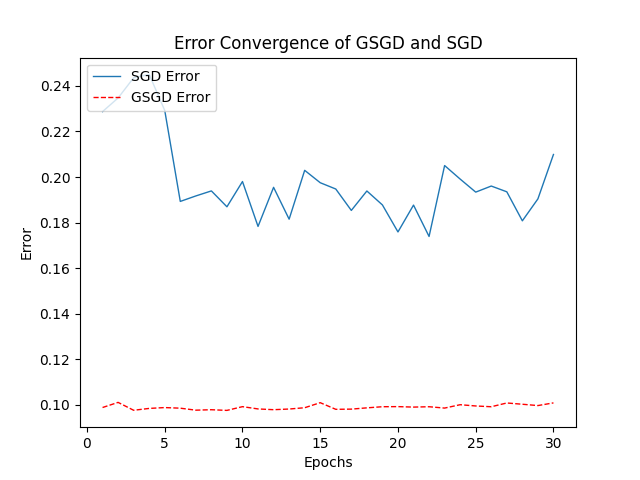 Error Convergence of GSGD and SGD
SGD Error
GSGD Error
0.24
0.22
0.20
0.18
0.16
0.14
0.12
0.10
Error
0 5 10 15 20 25 30
Epochs